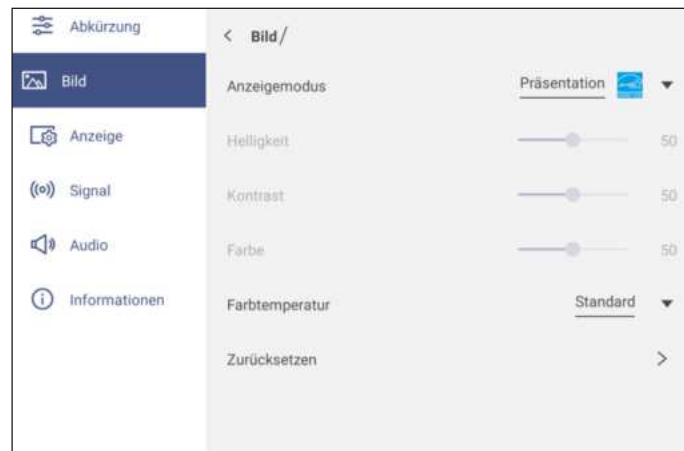 Abkürzung
Bild
Anzeige
Signal
Audio
Informationen
< Bild/
Anzeigemodus Präsentation
Helligkeit 50
Kontrast 50
Farbe 50
Farbtemperatur Standard
Zurücksetzen >